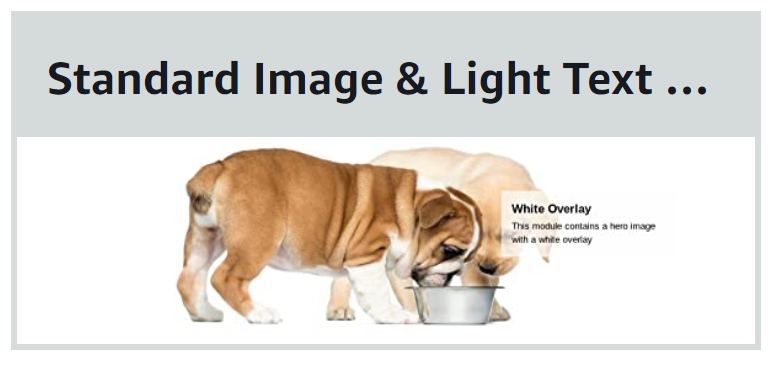 Standard Image & Light Text ...
White Overlay
This module contains a hero image
with a white overlay